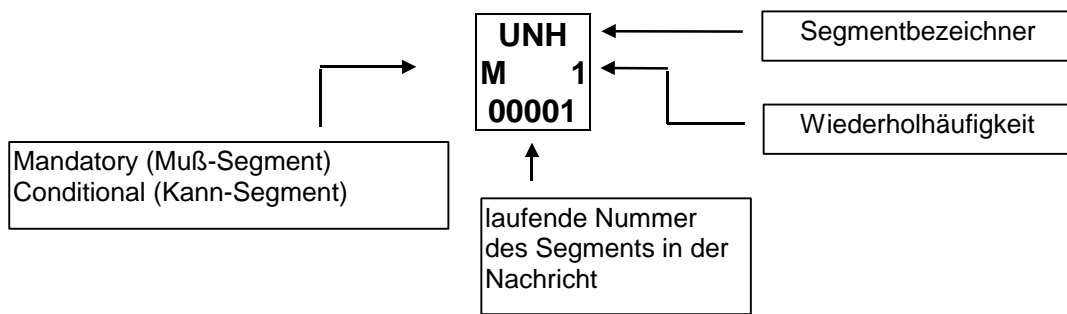 UNH
Segmentbezeichner
M 1
00001
Wiederholhäufigkeit
Mandatory (Muß-Segment)
Conditional (Kann-Segment)
laufende Nummer
des Segments in der
Nachricht